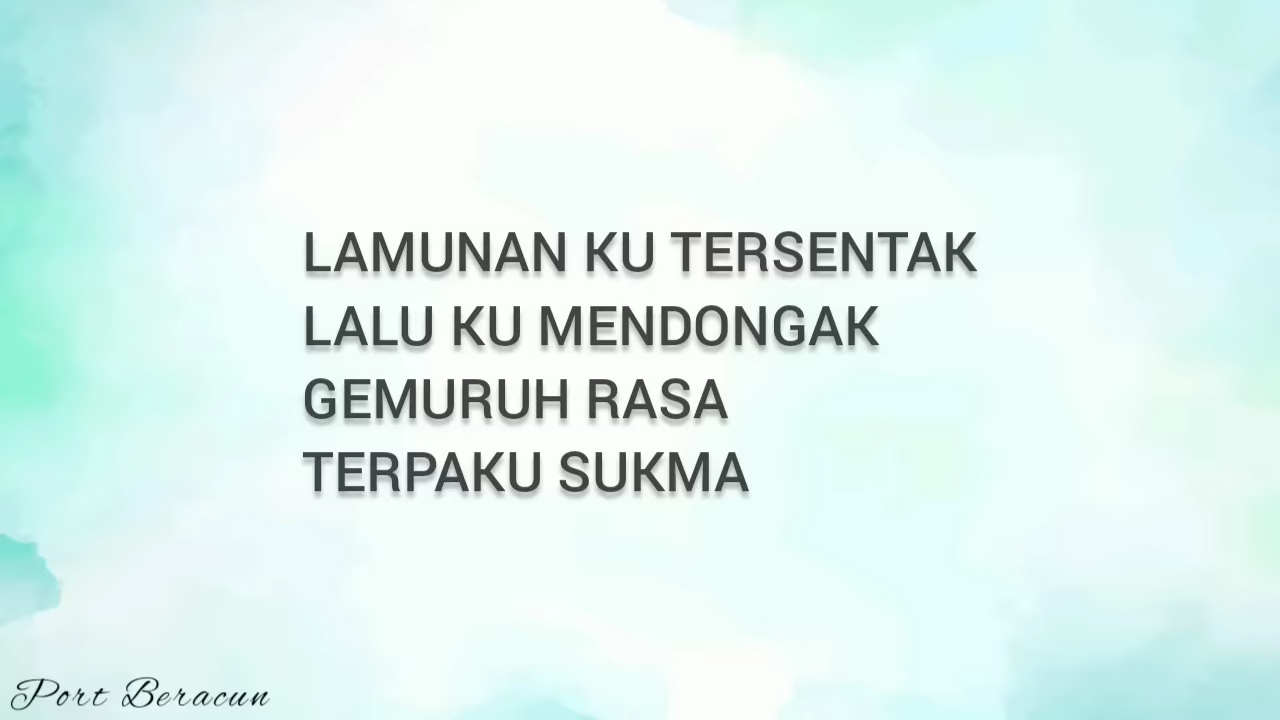 LAMUNAN KU TERSENTAK
LALU KU MENDONGAK
GEMURUH RASA
TERPAKU SUKMA
Port Beracun